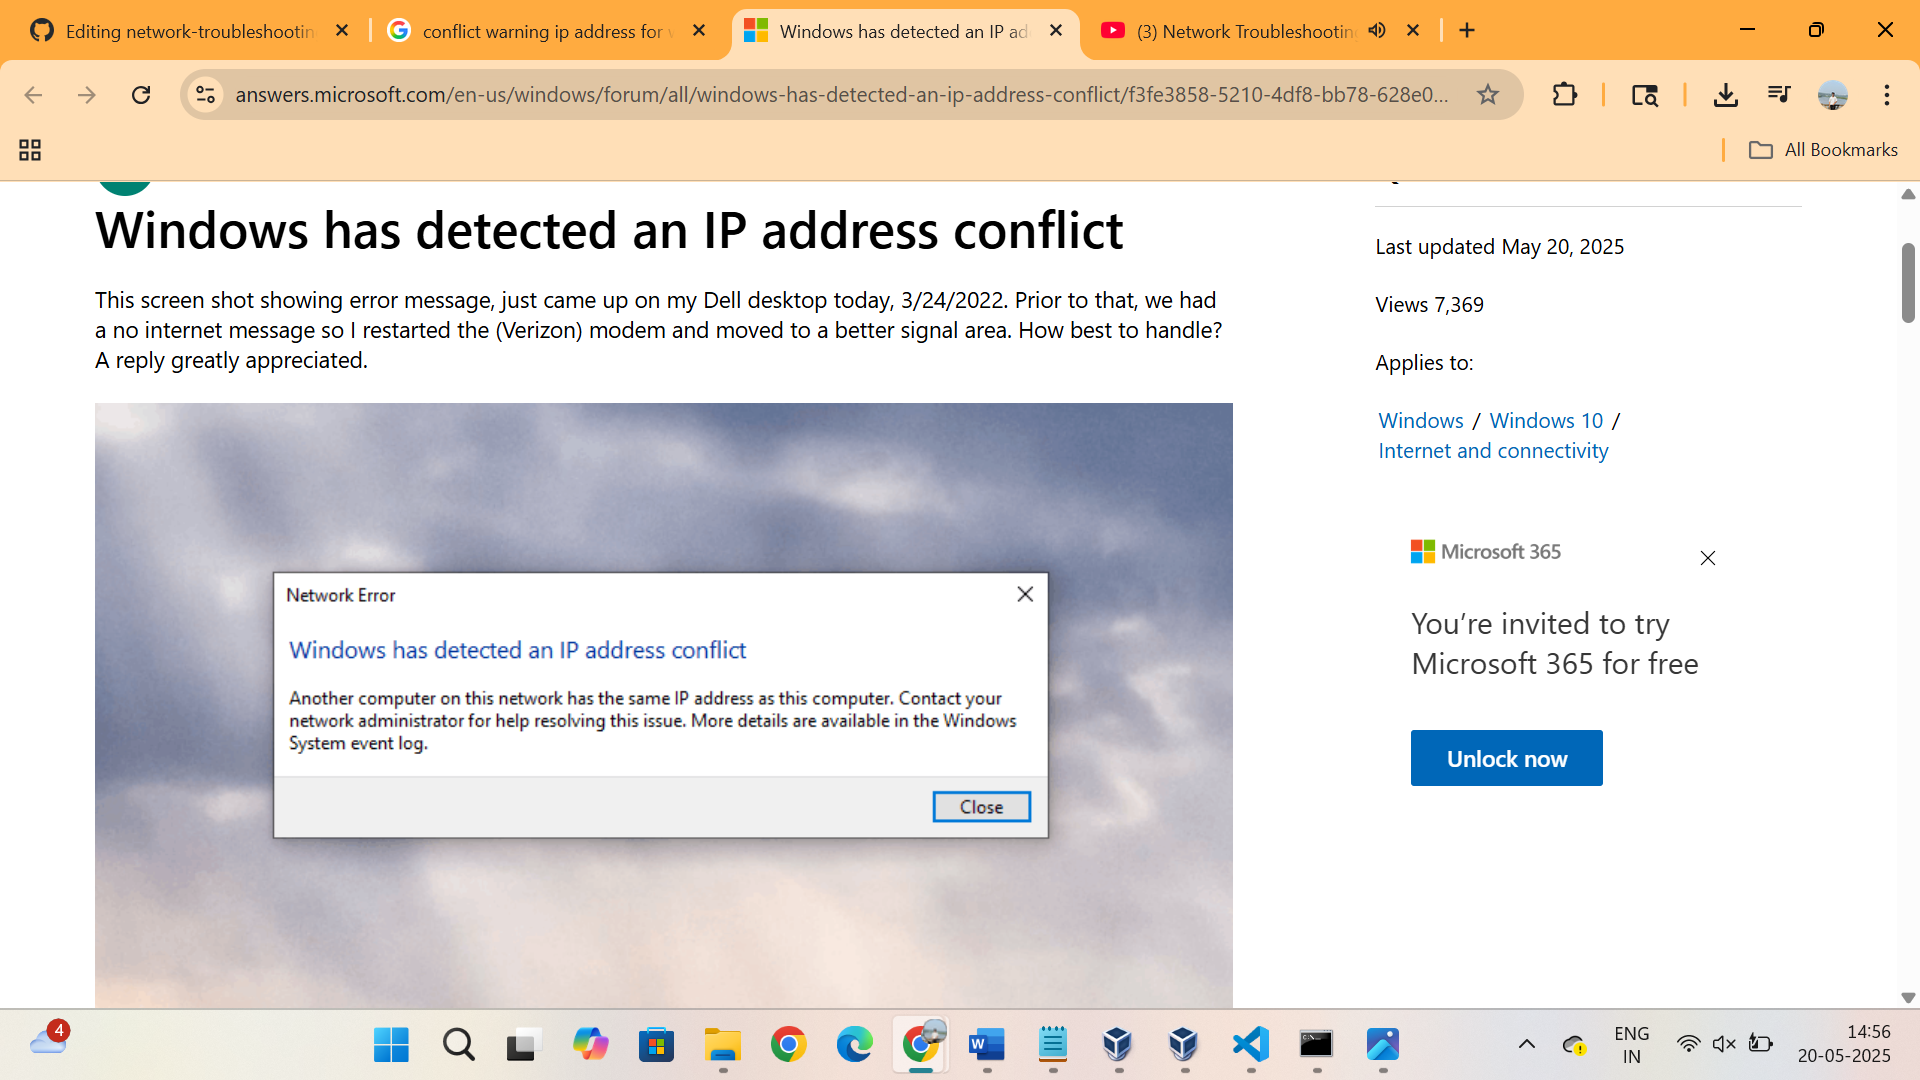 Editing network-troubleshootin
conflict warning ip address for
Windows has detected an IP ad
(3) Network Troubleshootin
answers.microsoft.com/en-us/windows/forum/all/windows-has-detected-an-ip-address-conflict/f3fe3858-5210-4df8-bb78-628e0...
All Bookmarks
Windows has detected an IP address conflict
This screen shot showing error message, just came up on my Dell desktop today, 3/24/2022. Prior to that, we had
a no internet message so I restarted the (Verizon) modem and moved to a better signal area. How best to handle?
A reply greatly appreciated.
Network Error
Windows has detected an IP address conflict
Another computer on this network has the same IP address as this computer. Contact your
network administrator for help resolving this issue. More details are available in the Windows
System event log.
Close
Last updated May 20, 2025
Views 7,369
Applies to:
Windows / Windows 10 /
Internet and connectivity
Microsoft 365
You're invited to try
Microsoft 365 for free
Unlock now
4
ENG
IN
14:56
20-05-2025